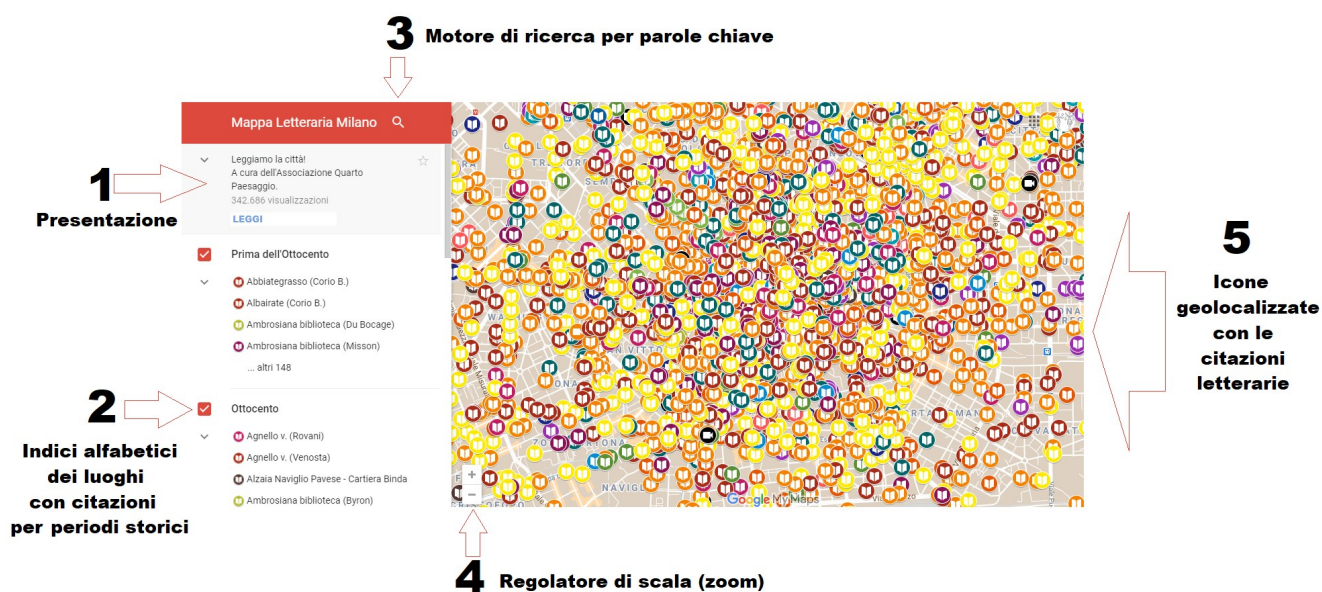 3 Motore di ricerca per parole chiave
Mappa Letteraria Milano
Leggiamo la città!
A cura dell'Associazione Quarto
Paesaggio.
342.686 visualizzazioni
LEGGI
1
Presentazione
Prima dell'Ottocento
Abbiategrasso (Corio B.)
Albairate (Corio B.)
Ambrosiana biblioteca (Du Bocage)
Ambrosiana biblioteca (Misson)
... altri 148
2
Indici alfabetici
dei luoghi
con citazioni
per periodi storici
Ottocento
Agnello v. (Rovani)
Agnello v. (Venosta)
Alzaia Naviglio Pavese - Cartiera Binda
Ambrosiana biblioteca (Byron)
NAVIGL
+
−
Google My Maps
5
Icone
geolocalizzate
con le
citazioni
letterarie
4 Regolatore di scala (zoom)